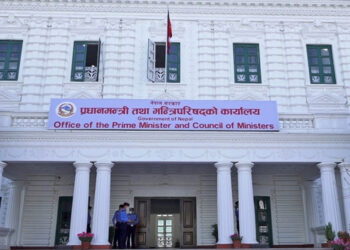 नेपाल सरकार
प्रधानमन्त्री तथा मन्त्रिपरिषद्को कार्यालय
Government of Nepal
Office of the Prime Minister and Council of Ministers